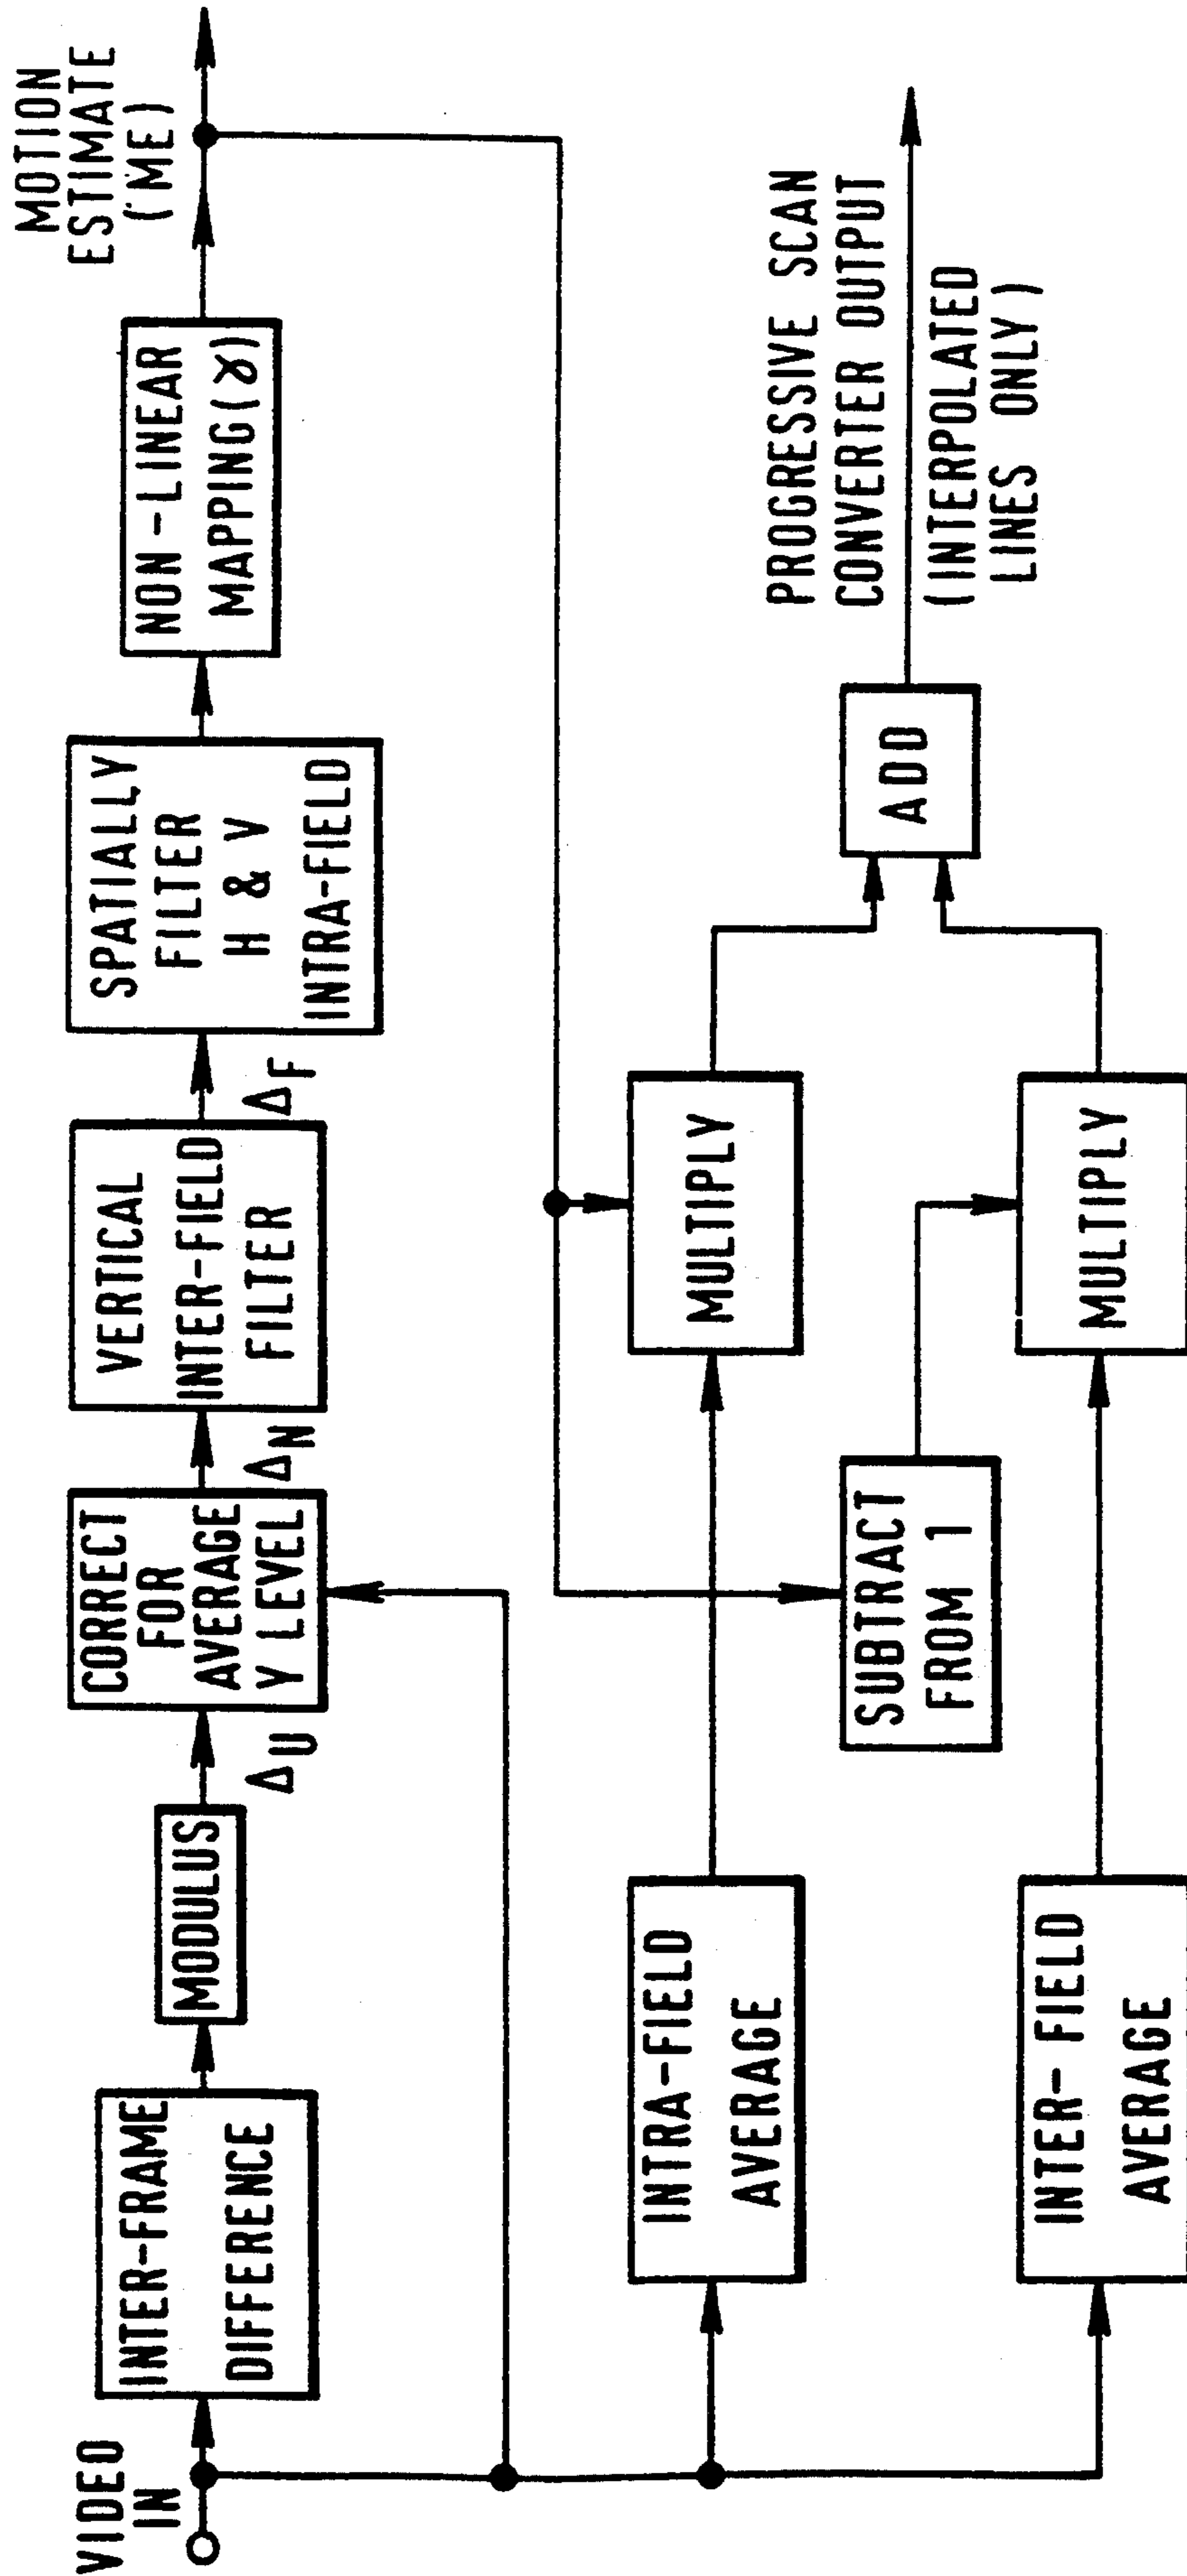 VIDEO
IN
INTER-FRAME
DIFFERENCE
MODULUS
ΔU
CORRECT
FOR
AVERAGE
Y LEVEL
ΔN
VERTICAL
INTER-FIELD
FILTER
ΔF
SPATIALLY
FILTER
H & V
INTRA-FIELD
NON-LINEAR
MAPPING(γ)
MOTION
ESTIMATE
(ME)
INTRA-FIELD
AVERAGE
MULTIPLY
SUBTRACT
FROM 1
INTER-FIELD
AVERAGE
MULTIPLY
ADD
PROGRESSIVE SCAN
CONVERTER OUTPUT
(INTERPOLATED
LINES ONLY)